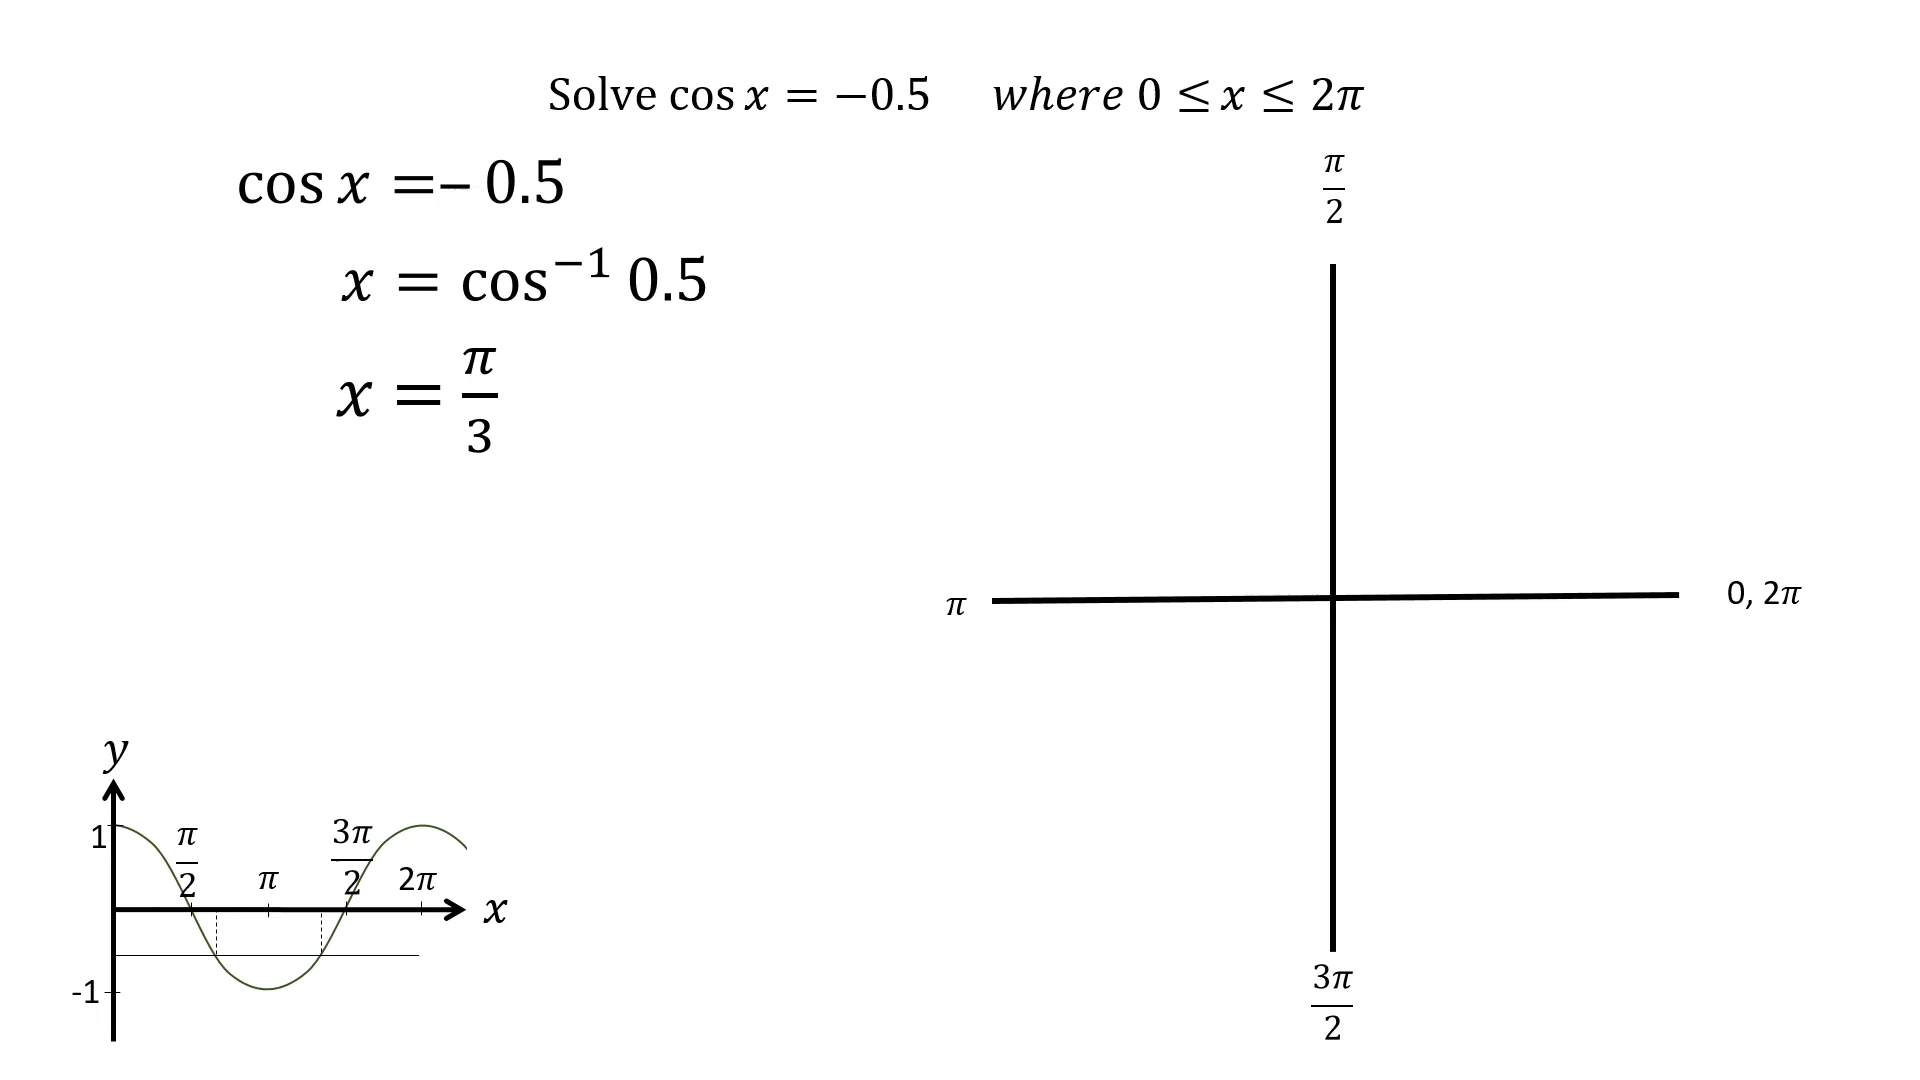 Solve cos x = −0.5 where 0 ≤ x ≤ 2π
cos x =– 0.5
x = cos⁻¹ 0.5
x = π/3
π/2
π
0, 2π
3π/2
y
1
π/2
π
3π/2
2π
x
-1